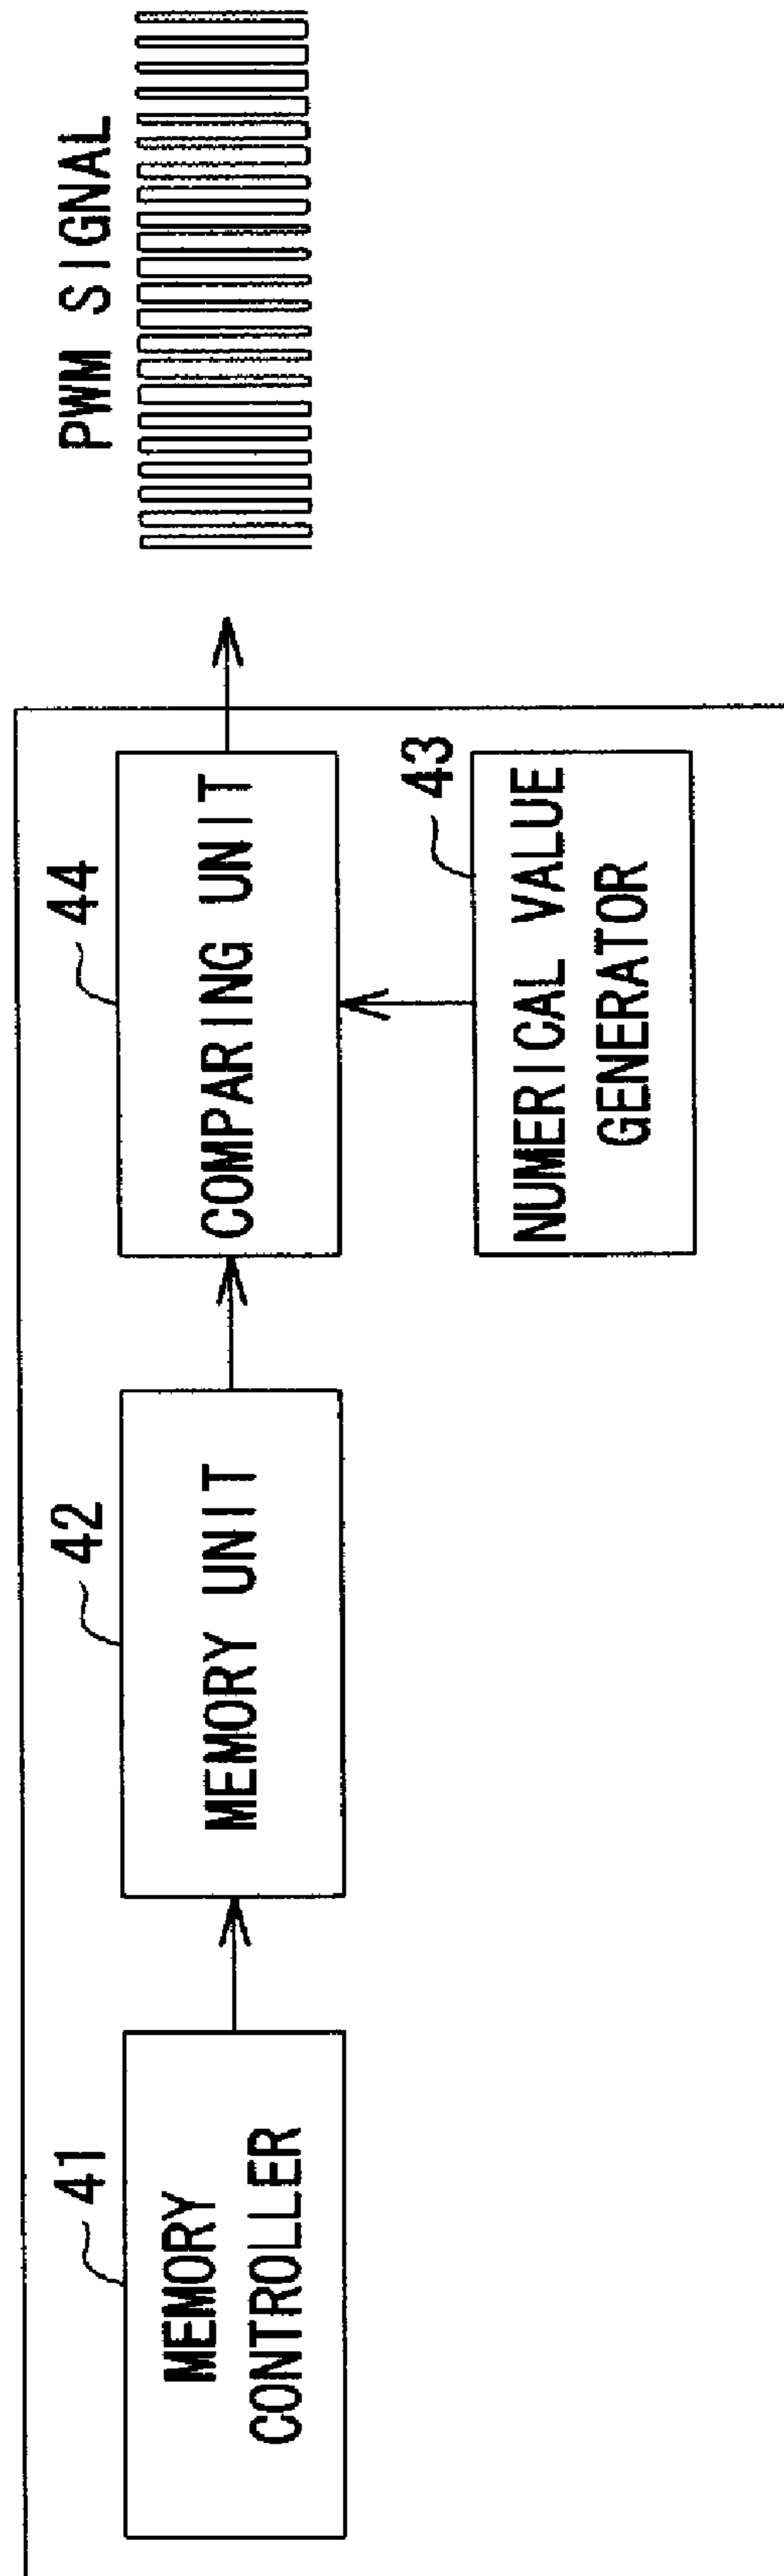 41
MEMORY
CONTROLLER
42
MEMORY UNIT
44
COMPARING UNIT
43
NUMERICAL VALUE
GENERATOR
PWM SIGNAL